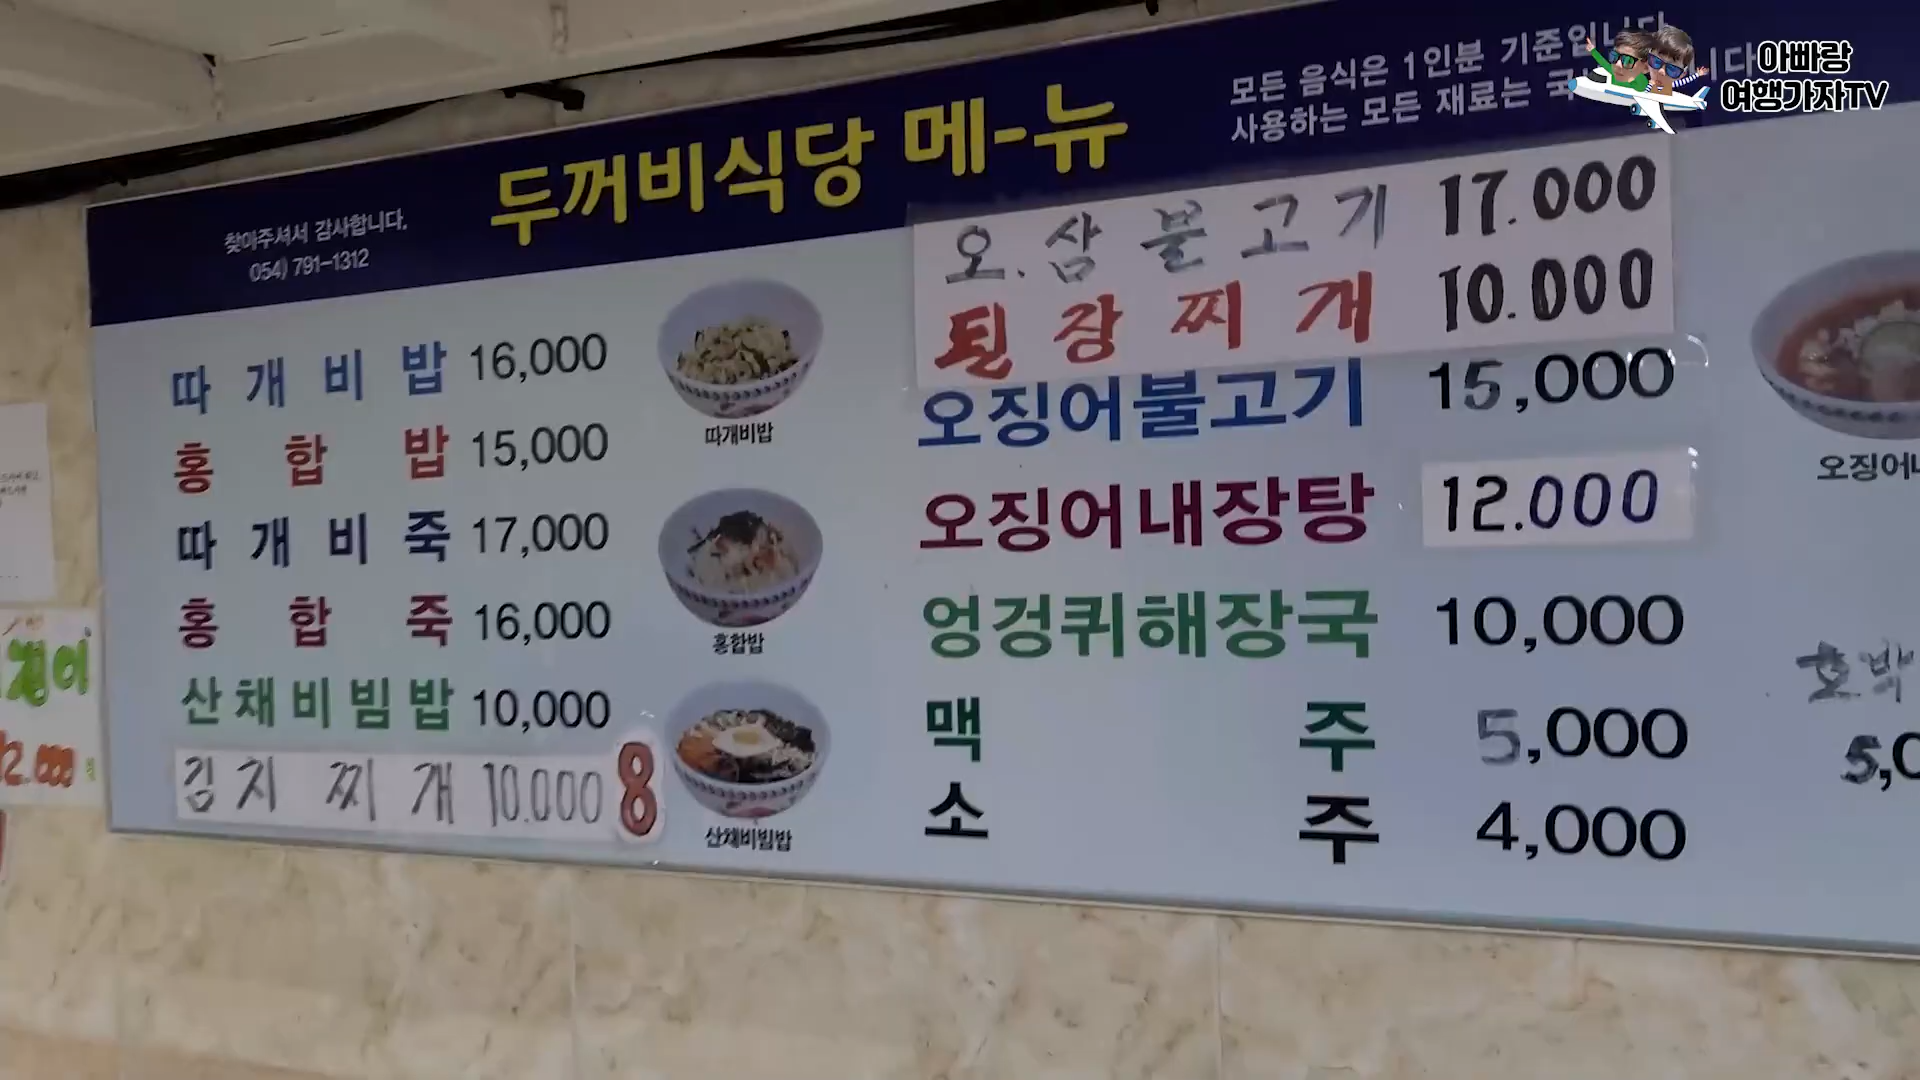 아빠랑
여행가자TV
두꺼비식당 메-뉴
모든 음식은 1인분 기준입니다
사용하는 모든 재료는
찾아주셔서 감사합니다.
054) 791-1312
따개비밥 16,000
홍합밥 15,000
따개비죽 17,000
홍합죽 16,000
산채비빔밥 10,000
김치찌개 10.000 8
따개비밥
홍합밥
산채비빔밥
오.삼불고기 17.000
된장찌개 10.000
오징어불고기 15,000
오징어내장탕 12.000
엉겅퀴해장국 10,000
맥주 5,000
소주 4,000
오징어
호박